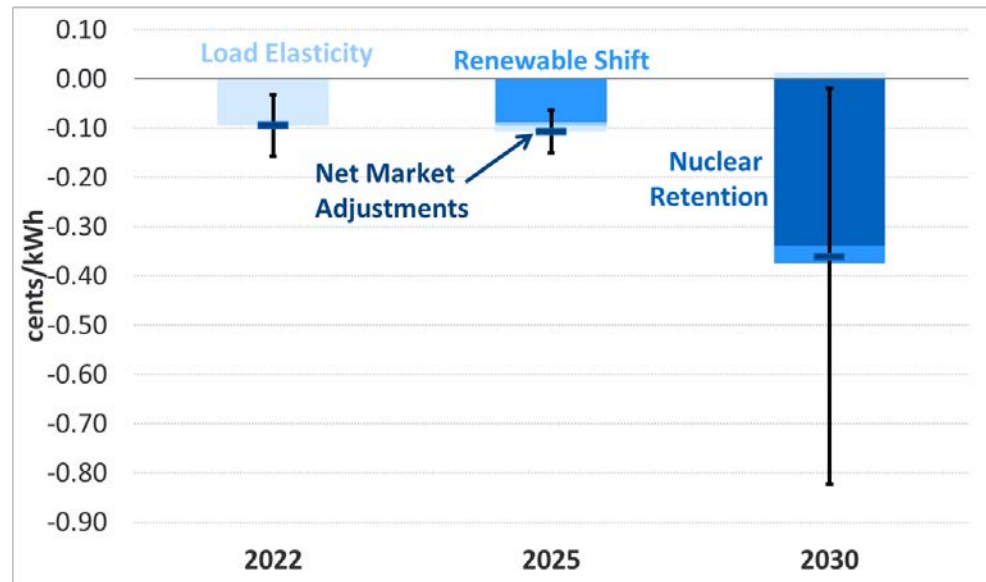 0.10
0.00
-0.10
-0.20
-0.30
-0.40
-0.50
-0.60
-0.70
-0.80
-0.90
cents/kWh
Load Elasticity
Renewable Shift
Net Market
Adjustments
Nuclear
Retention
2022
2025
2030